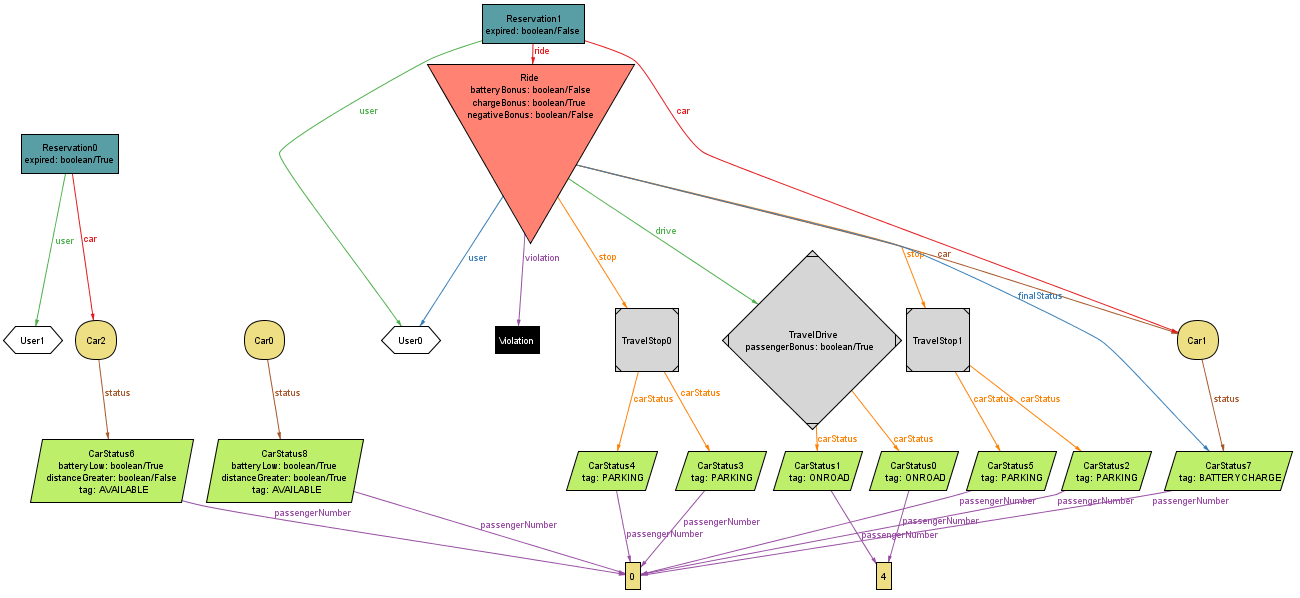 Reservation1
expired: boolean/False
ride
Ride
batteryBonus: boolean/False
chargeBonus: boolean/True
negativeBonus: boolean/False
user
car
Reservation0
expired: boolean/True
user
car
user
violation
stop
drive
stop
car
finalStatus
User1
Car2
Car0
User0
Violation
TravelStop0
TravelDrive
passengerBonus: boolean/True
TravelStop1
Car1
status
status
carStatus
carStatus
carStatus
carStatus
carStatus
carStatus
status
CarStatus6
batteryLow: boolean/True
distanceGreater: boolean/False
tag: AVAILABLE
CarStatus8
batteryLow: boolean/True
distanceGreater: boolean/True
tag: AVAILABLE
CarStatus4
tag: PARKING
CarStatus3
tag: PARKING
CarStatus1
tag: ONROAD
CarStatus0
tag: ONROAD
CarStatus5
tag: PARKING
CarStatus2
tag: PARKING
CarStatus7
tag: BATTERYCHARGE
passengerNumber
passengerNumber
passengerNumber
passengerNumber
passengerNumber
passengerNumber
passengerNumber
passengerNumber
passengerNumber
0
4